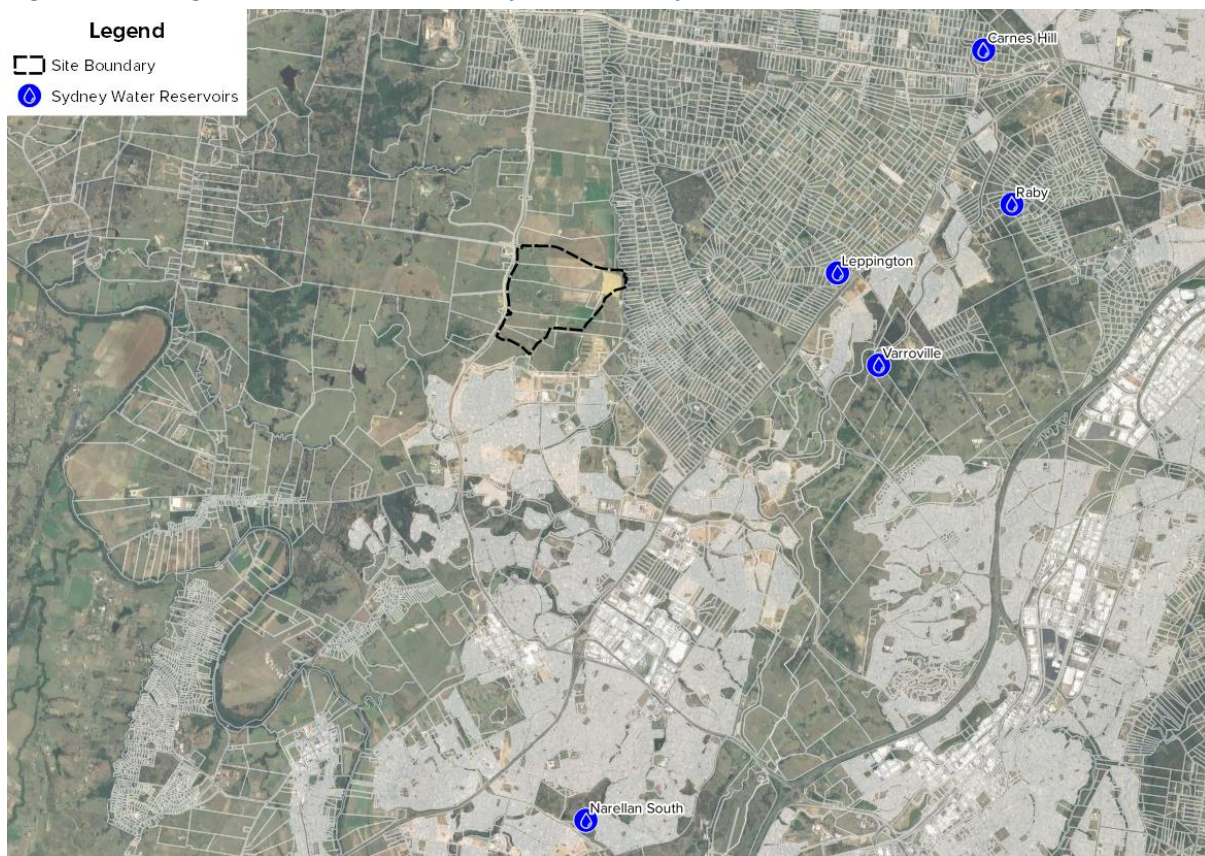 Legend
Site Boundary
Sydney Water Reservoirs
Carnes Hill
Raby
Leppington
Varroville
Narellan South